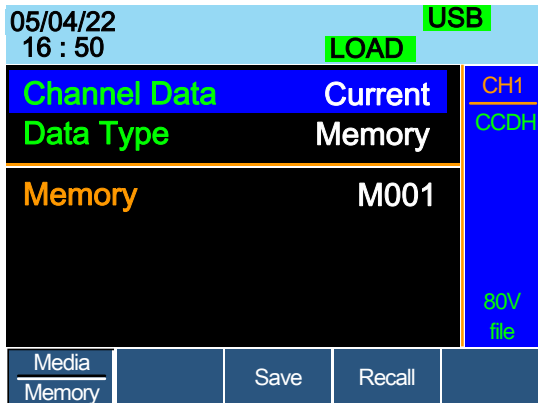 05/04/22 USB
16 : 50 LOAD
Channel Data Current
Data Type Memory
Memory M001
CH1
CCDH
80V
file
Media
Memory
Save
Recall